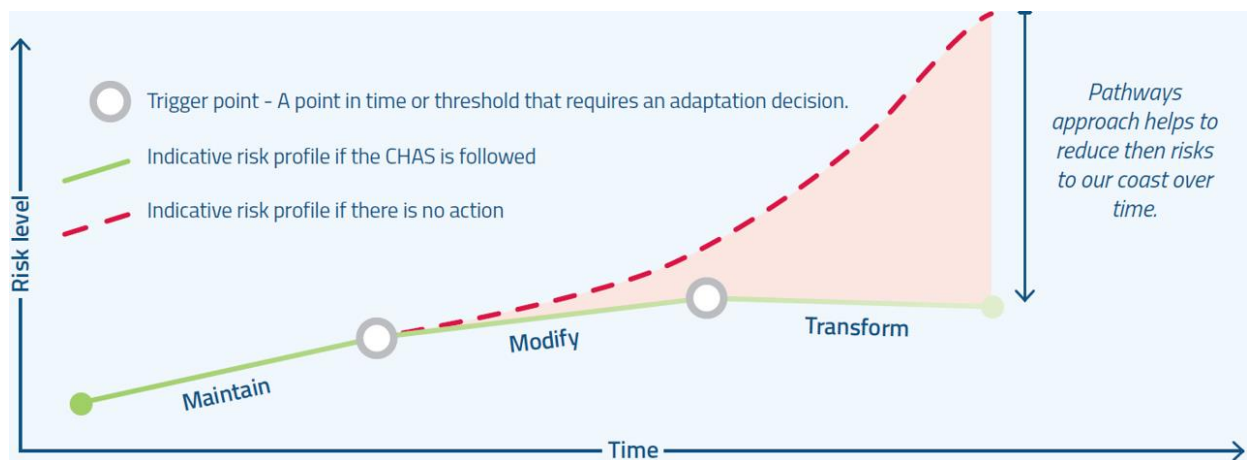 Trigger point - A point in time or threshold that requires an adaptation decision.
Indicative risk profile if the CHAS is followed
Indicative risk profile if there is no action
Pathways
approach helps to
reduce then risks
to our coast over
time.
Risk level
Maintain
Modify
Transform
Time